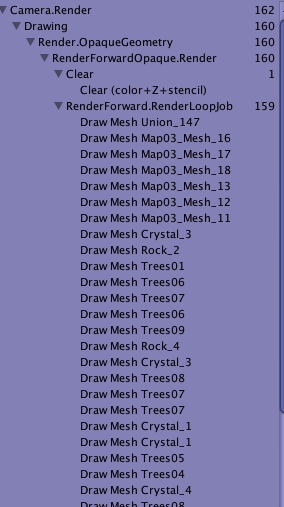 Camera.Render 162
Drawing 160
Render.OpaqueGeometry 160
RenderForwardOpaque.Render 160
Clear 1
Clear (color+Z+stencil)
RenderForward.RenderLoopJob 159
Draw Mesh Union_147
Draw Mesh Map03_Mesh_16
Draw Mesh Map03_Mesh_17
Draw Mesh Map03_Mesh_18
Draw Mesh Map03_Mesh_13
Draw Mesh Map03_Mesh_12
Draw Mesh Map03_Mesh_11
Draw Mesh Crystal_3
Draw Mesh Rock_2
Draw Mesh Trees01
Draw Mesh Trees06
Draw Mesh Trees07
Draw Mesh Trees06
Draw Mesh Trees09
Draw Mesh Rock_4
Draw Mesh Crystal_3
Draw Mesh Trees08
Draw Mesh Trees07
Draw Mesh Trees07
Draw Mesh Crystal_1
Draw Mesh Crystal_1
Draw Mesh Trees05
Draw Mesh Trees04
Draw Mesh Crystal_4
Draw Mesh Trees08